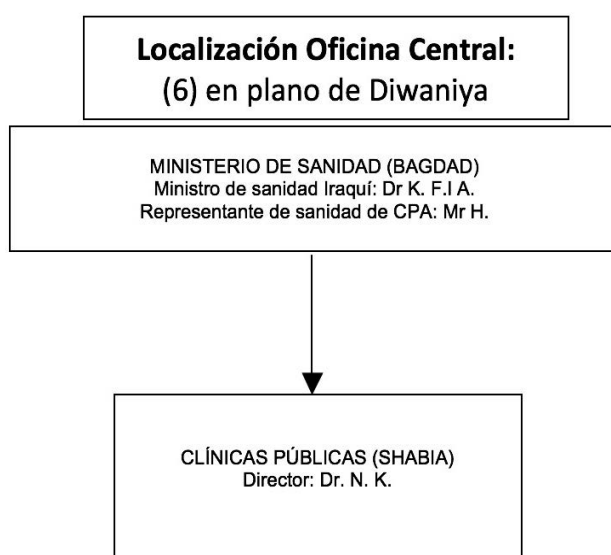 Localización Oficina Central:
(6) en plano de Diwaniya
MINISTERIO DE SANIDAD (BAGDAD)
Ministro de sanidad Iraquí: Dr K. F.I A.
Representante de sanidad de CPA: Mr H.
CLÍNICAS PÚBLICAS (SHABIA)
Director: Dr. N. K.